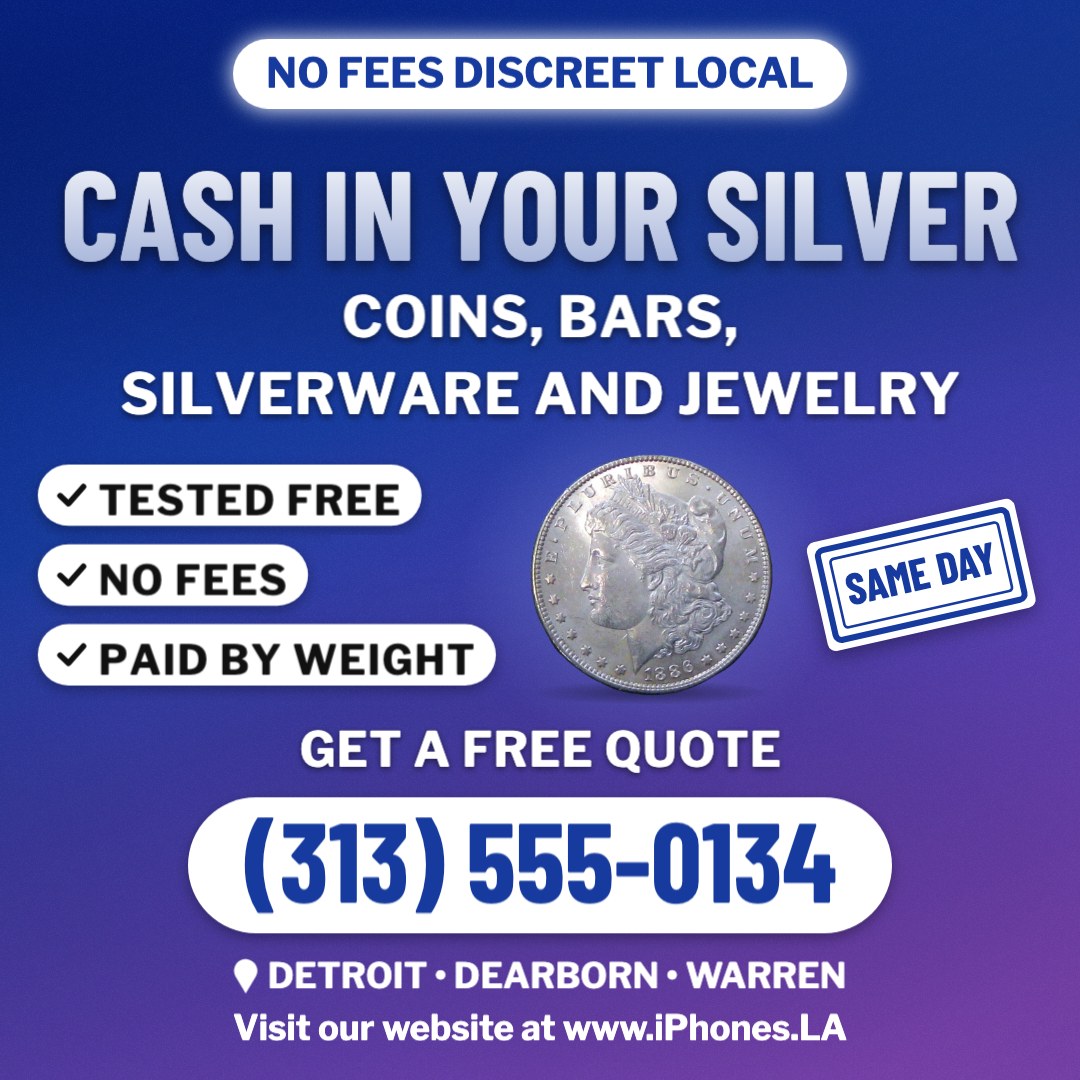 NO FEES DISCREET LOCAL
CASH IN YOUR SILVER
COINS, BARS,
SILVERWARE AND JEWELRY
✓ TESTED FREE
✓ NO FEES
✓ PAID BY WEIGHT
E·PLURIBUS·UNUM
1886
SAME DAY
GET A FREE QUOTE
(313) 555-0134
DETROIT • DEARBORN • WARREN
Visit our website at www.iPhones.LA